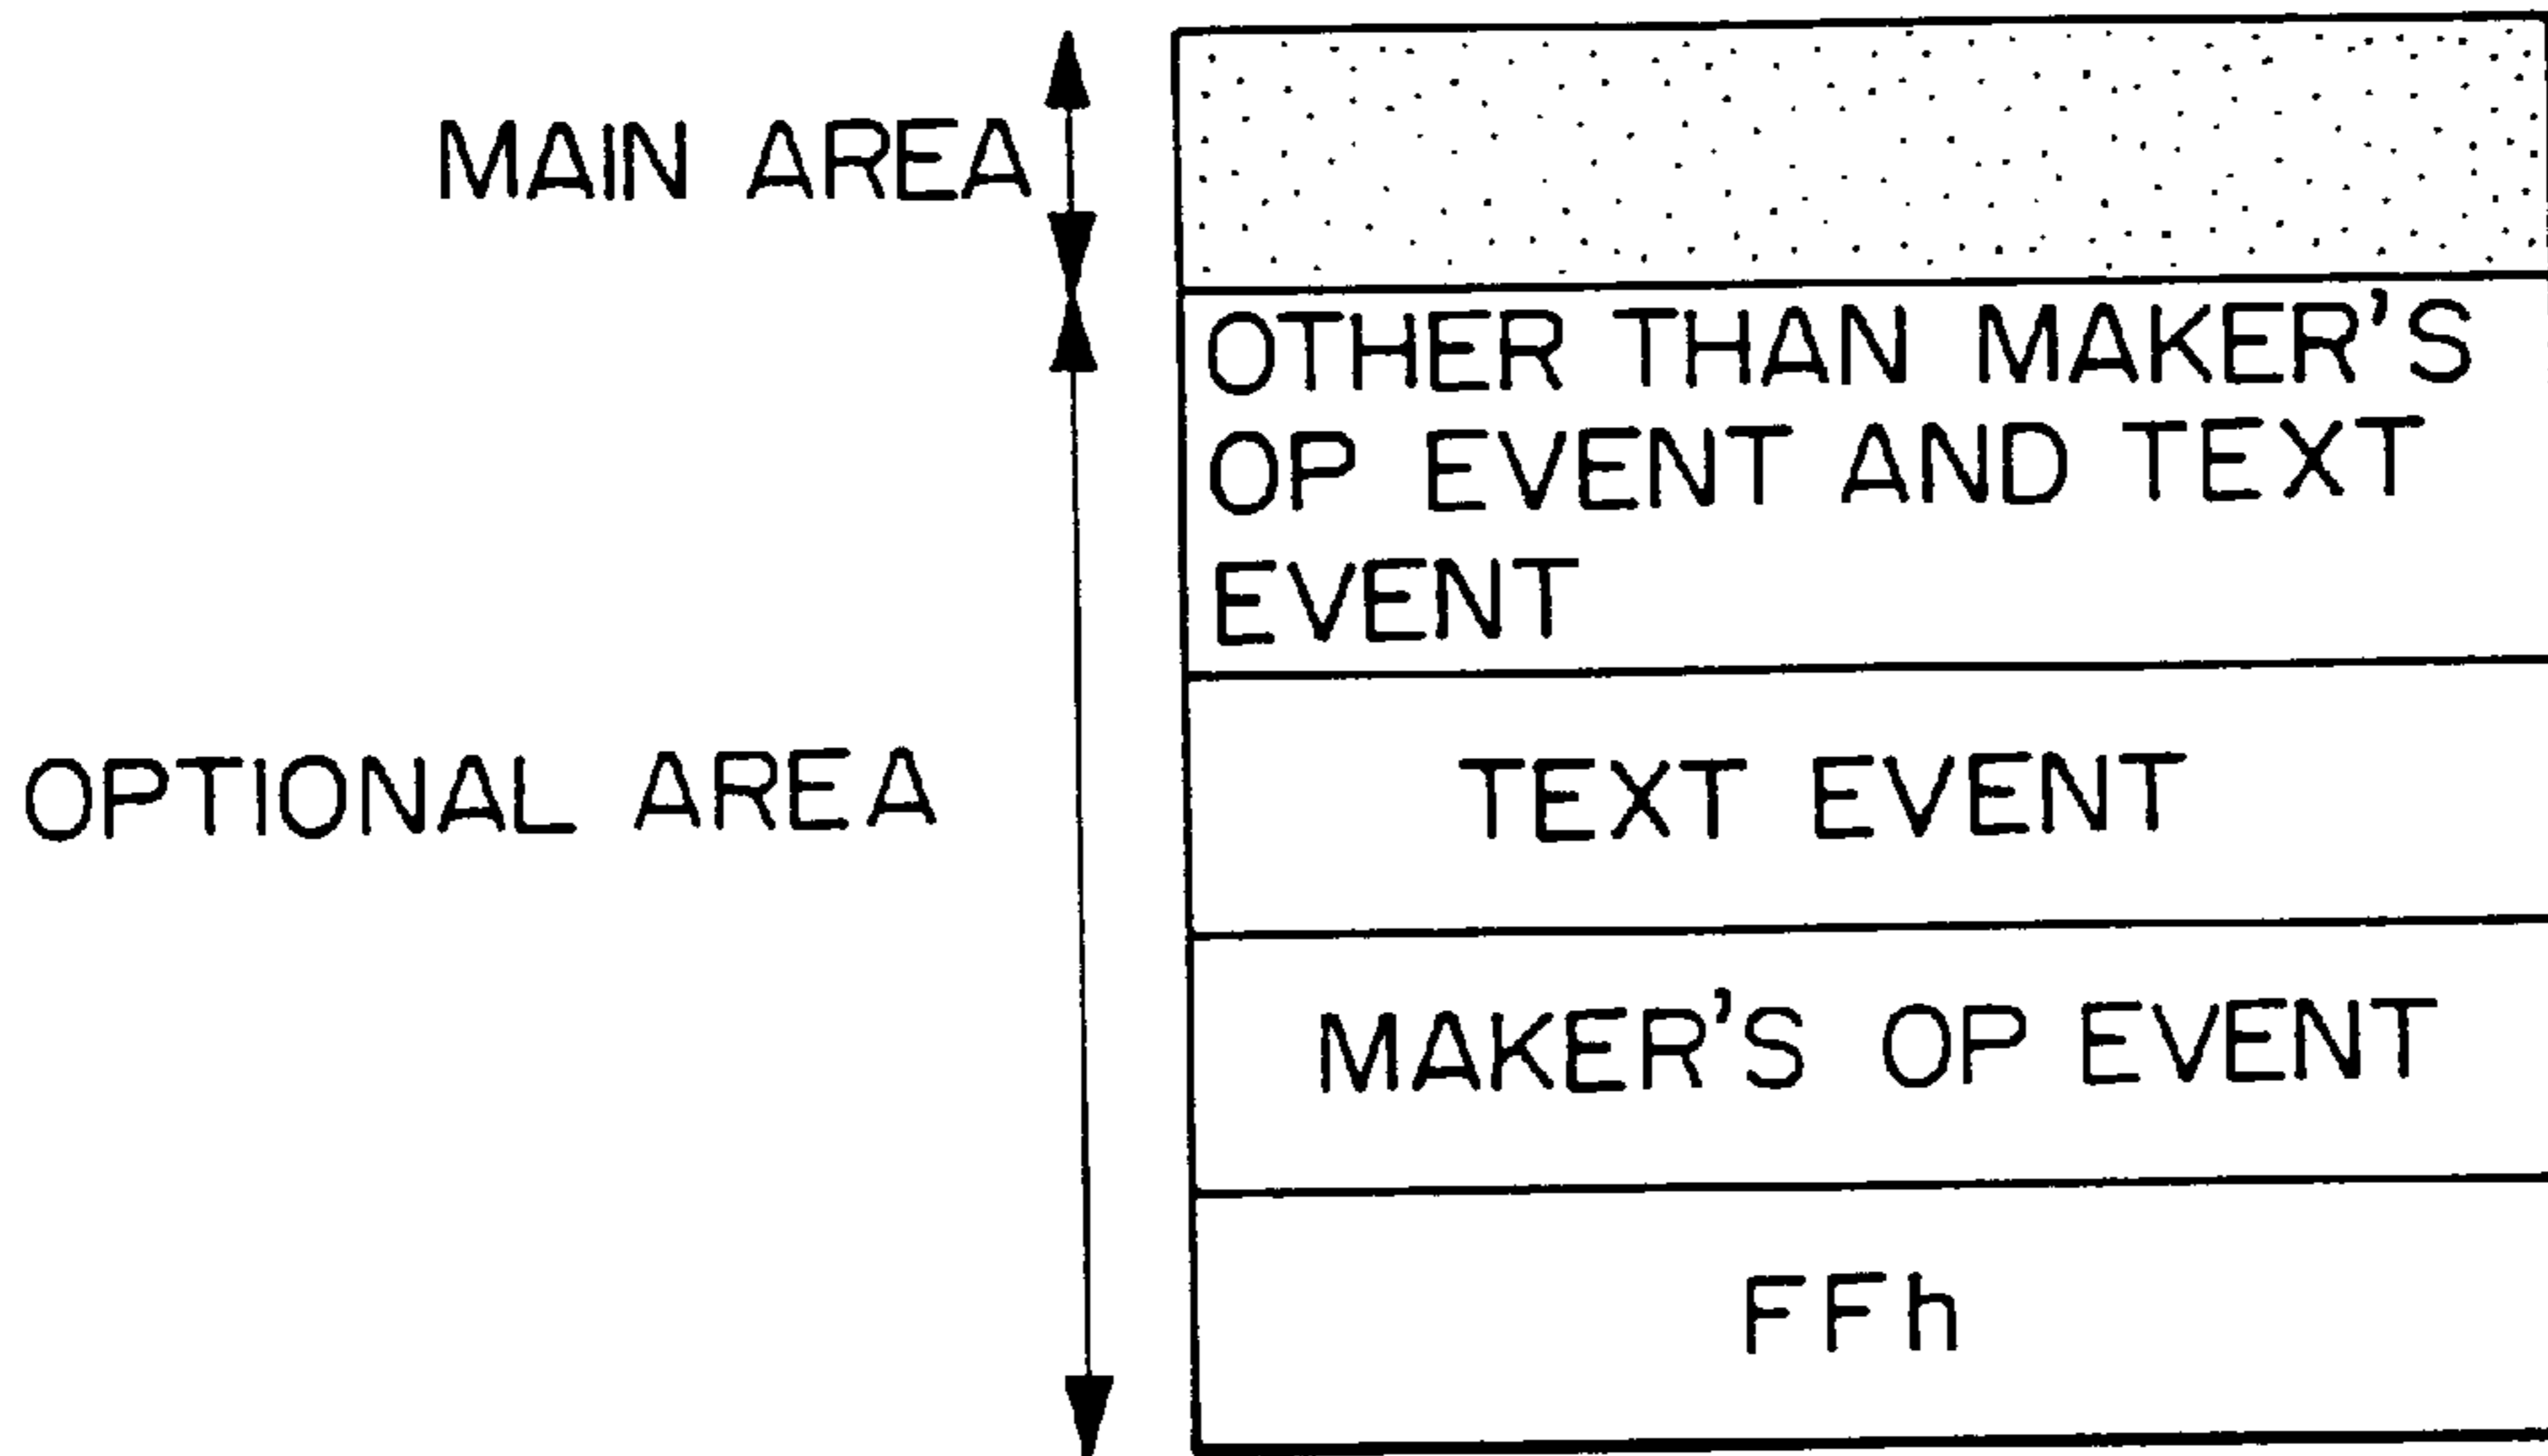 MAIN AREA
OTHER THAN MAKER'S
OP EVENT AND TEXT
EVENT
OPTIONAL AREA
TEXT EVENT
MAKER'S OP EVENT
FFh